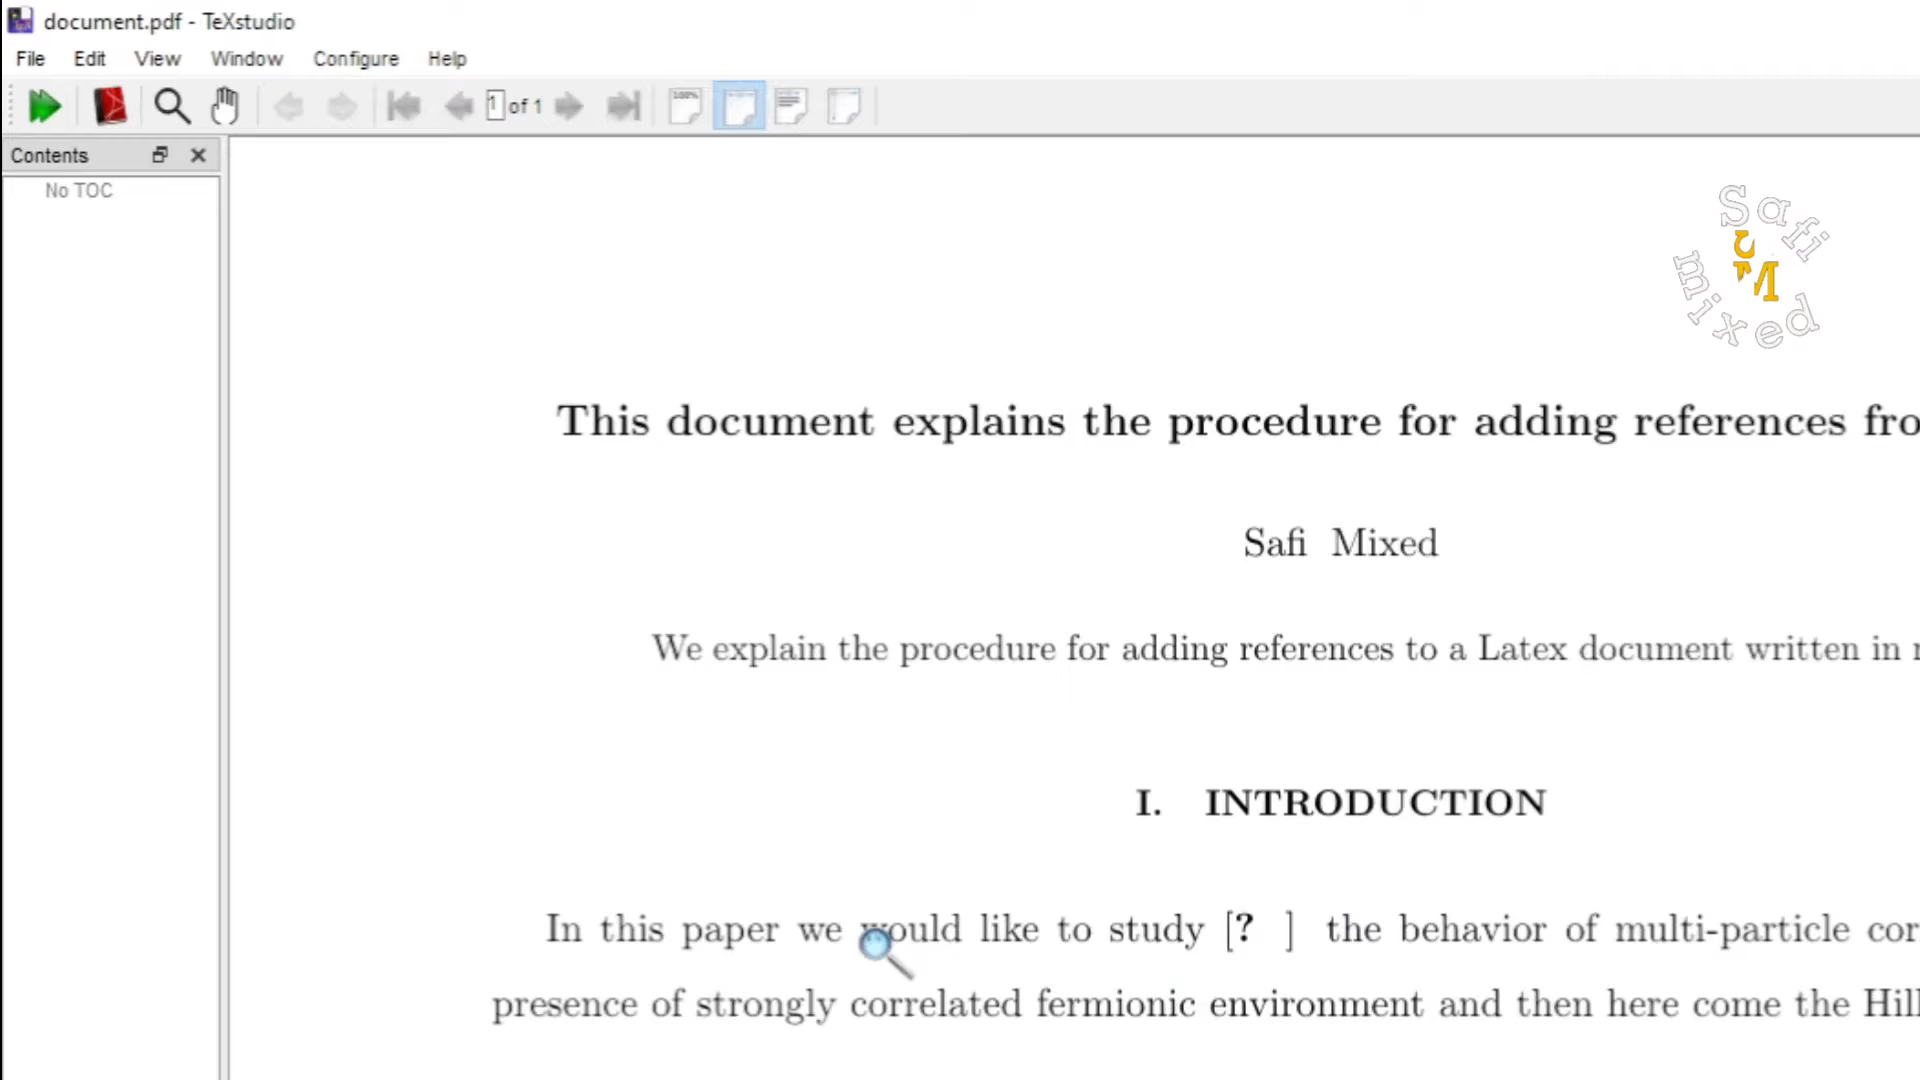 document.pdf - TeXstudio
File Edit View Window Configure Help
1 of 1
100%
Contents
No TOC
Safi
mixed
SM
This document explains the procedure for adding references fro
Safi Mixed
We explain the procedure for adding references to a Latex document written in r
I. INTRODUCTION
In this paper we would like to study [? ] the behavior of multi-particle cor
presence of strongly correlated fermionic environment and then here come the Hill